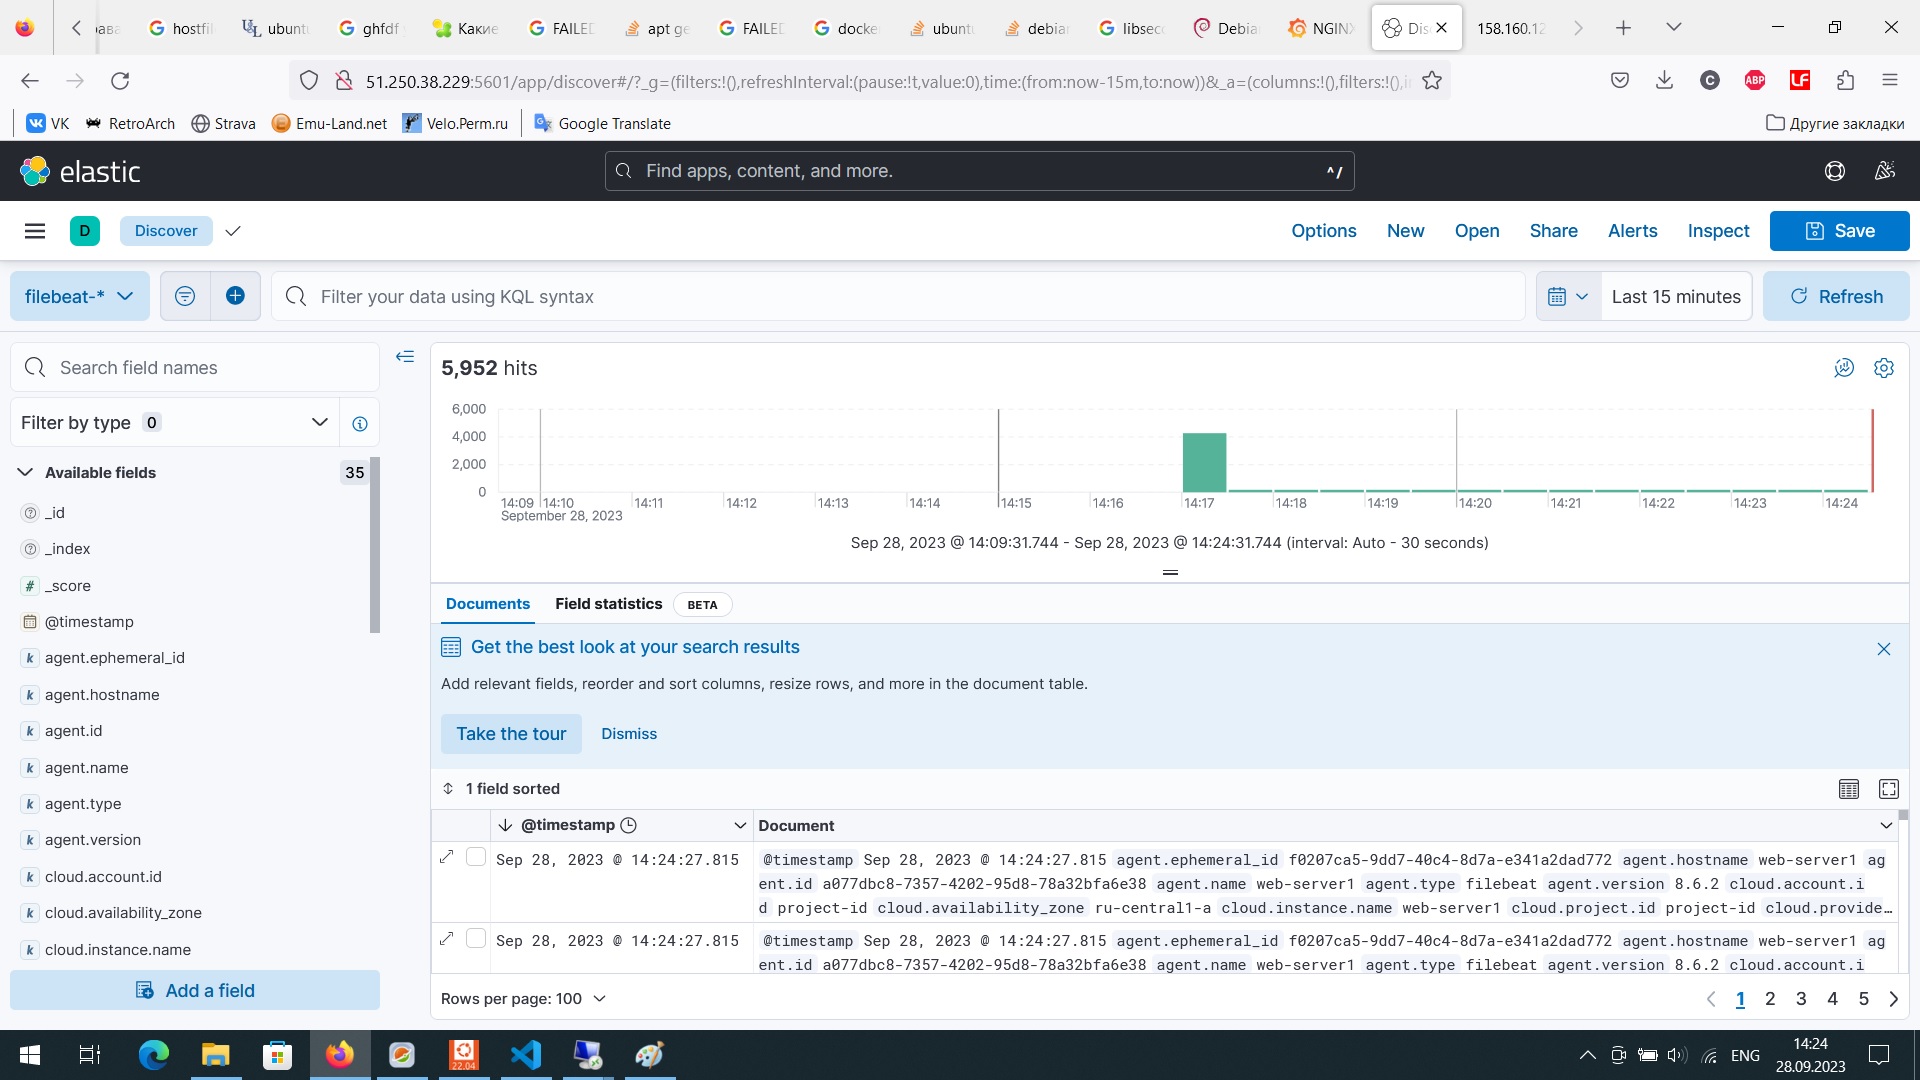 hostfil
ubuntu
ghfdf
Какие
FAILED
apt ge
FAILED
docke
ubuntu
debian
libsecc
Debia
NGINX
Dis
158.160.12
51.250.38.229:5601/app/discover#/?_g=(filters:!(),refreshInterval:(pause:!t,value:0),time:(from:now-15m,to:now))&_a=(columns:!(),filters:!(),i
C
ABP
LF
VK
RetroArch
Strava
Emu-Land.net
Velo.Perm.ru
Google Translate
Другие закладки
elastic
Find apps, content, and more.
^/
D
Discover
Options
New
Open
Share
Alerts
Inspect
Save
filebeat-*
Filter your data using KQL syntax
Last 15 minutes
Refresh
Search field names
Filter by type 0
Available fields
35
_id
_index
_score
@timestamp
agent.ephemeral_id
agent.hostname
agent.id
agent.name
agent.type
agent.version
cloud.account.id
cloud.availability_zone
cloud.instance.name
Add a field
5,952 hits
6,000
4,000
2,000
0
14:09 14:10 14:11 14:12 14:13 14:14 14:15 14:16 14:17 14:18 14:19 14:20 14:21 14:22 14:23 14:24
September 28, 2023
Sep 28, 2023 @ 14:09:31.744 - Sep 28, 2023 @ 14:24:31.744 (interval: Auto - 30 seconds)
Documents
Field statistics
BETA
Get the best look at your search results
Add relevant fields, reorder and sort columns, resize rows, and more in the document table.
Take the tour
Dismiss
1 field sorted
@timestamp
Document
Sep 28, 2023 @ 14:24:27.815
@timestamp Sep 28, 2023 @ 14:24:27.815 agent.ephemeral_id f0207ca5-9dd7-40c4-8d7a-e341a2dad772 agent.hostname web-server1 ag
ent.id a077dbc8-7357-4202-95d8-78a32bfa6e38 agent.name web-server1 agent.type filebeat agent.version 8.6.2 cloud.account.i
d project-id cloud.availability_zone ru-central1-a cloud.instance.name web-server1 cloud.project.id project-id cloud.provide…
Sep 28, 2023 @ 14:24:27.815
@timestamp Sep 28, 2023 @ 14:24:27.815 agent.ephemeral_id f0207ca5-9dd7-40c4-8d7a-e341a2dad772 agent.hostname web-server1 ag
ent.id a077dbc8-7357-4202-95d8-78a32bfa6e38 agent.name web-server1 agent.type filebeat agent.version 8.6.2 cloud.account.i
Rows per page: 100
1 2 3 4 5
22.04
ENG
14:24
28.09.2023